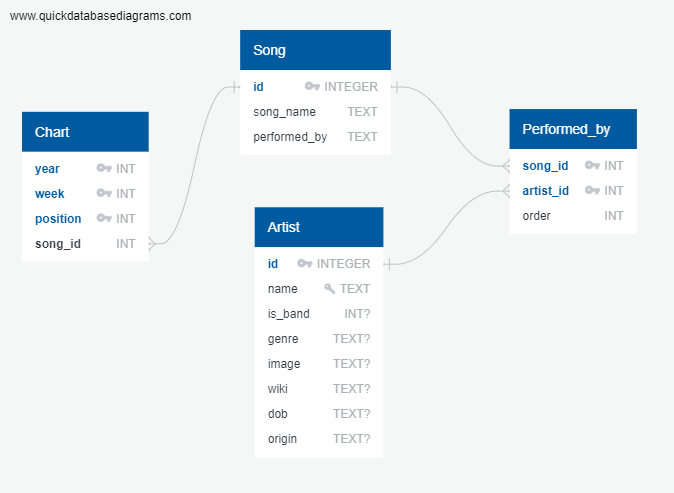 www.quickdatabasediagrams.com
Song
id INTEGER
song_name TEXT
performed_by TEXT
Chart
year INT
week INT
position INT
song_id INT
Performed_by
song_id INT
artist_id INT
order INT
Artist
id INTEGER
name TEXT
is_band INT?
genre TEXT?
image TEXT?
wiki TEXT?
dob TEXT?
origin TEXT?